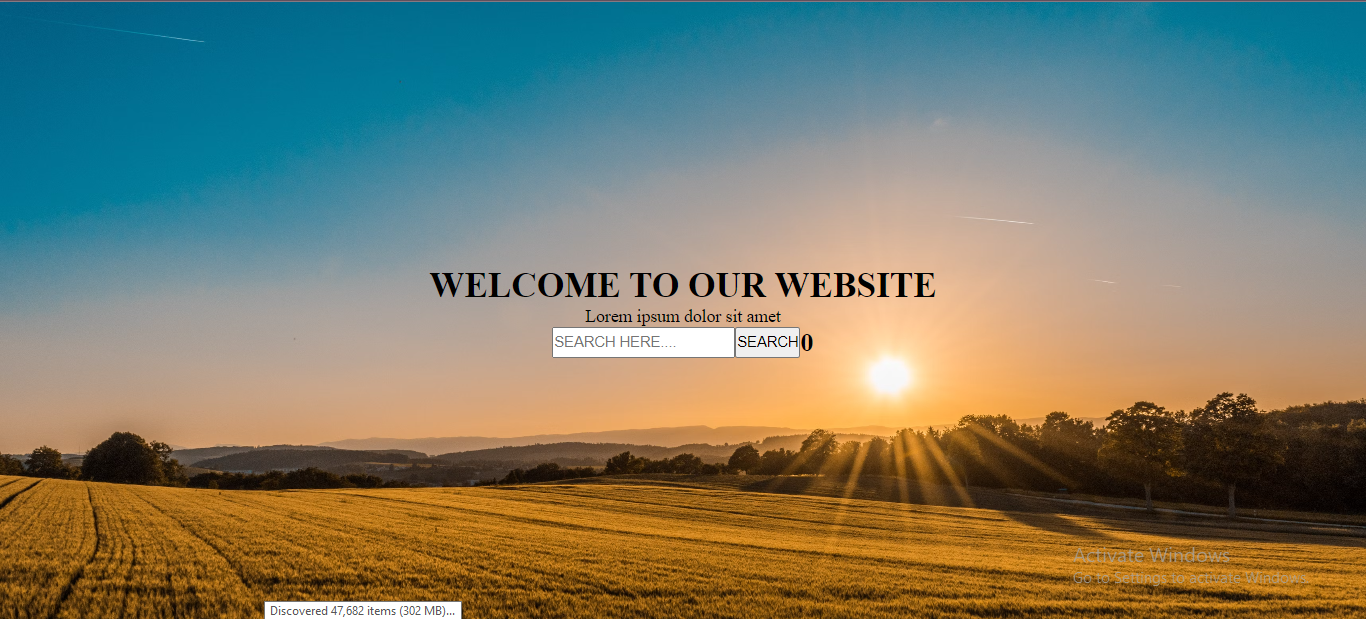 WELCOME TO OUR WEBSITE
Lorem ipsum dolor sit amet
SEARCH HERE.... SEARCH 0
Activate Windows
Go to Settings to activate Windows.
Discovered 47,682 items (302 MB)...